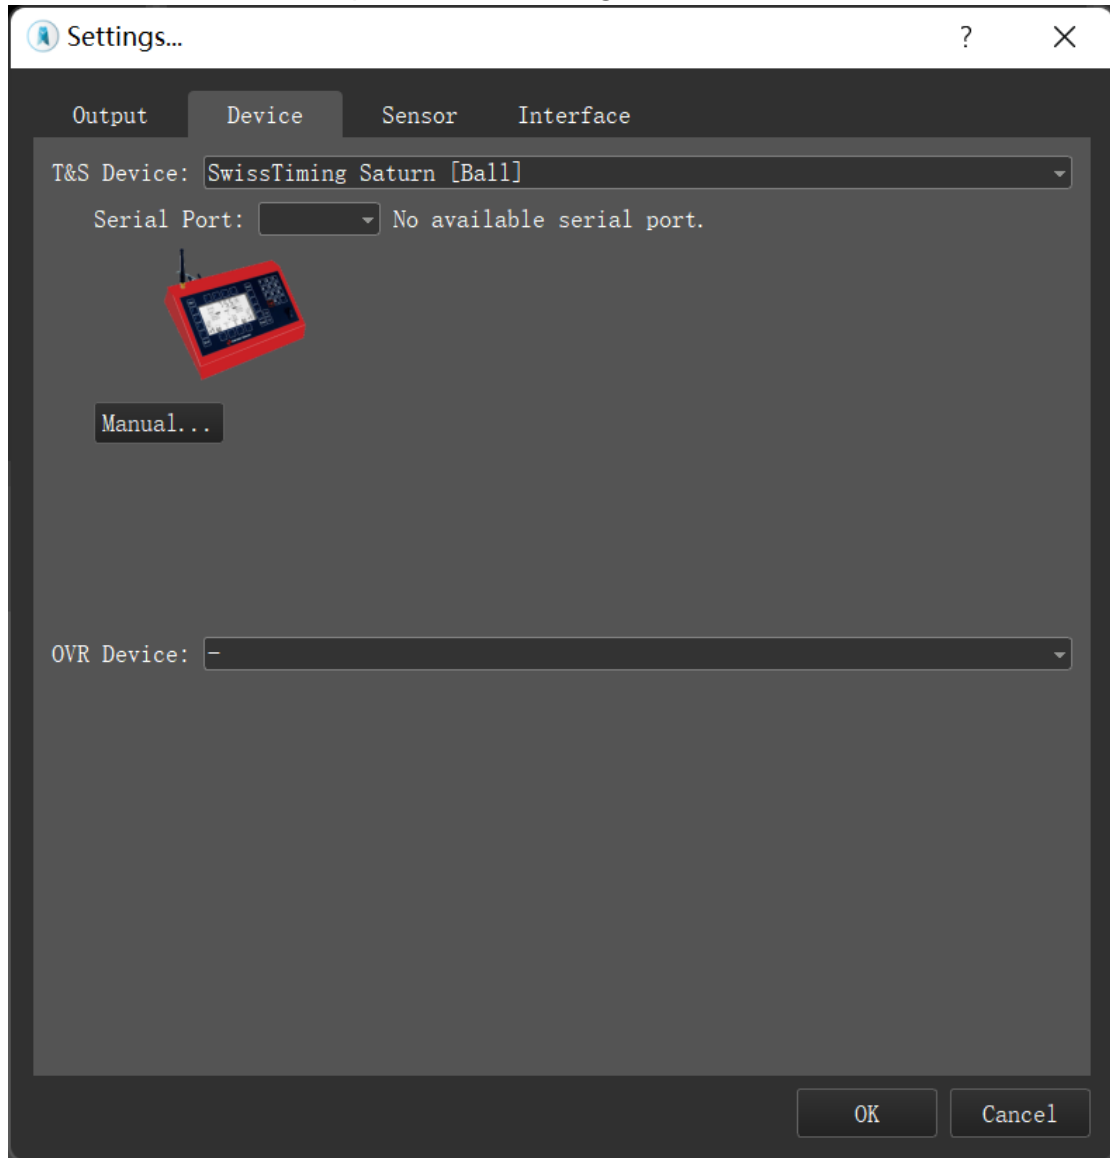 Settings...
?
Output Device Sensor Interface
T&S Device: SwissTiming Saturn [Ball]
Serial Port: No available serial port.
Manual...
OVR Device: -
OK Cancel